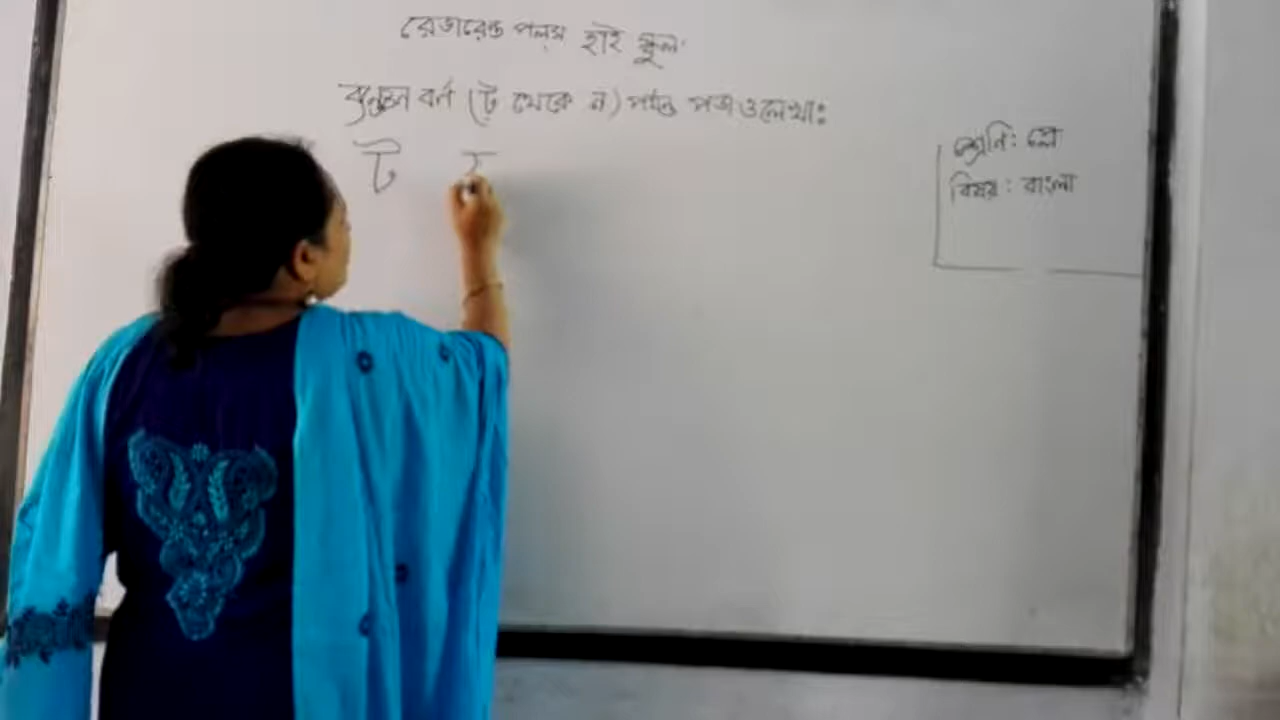 রেভারেন্ড পলস্ হাই স্কুল
ব্যঞ্জন বর্ন (ট থেকে ন) পর্যন্ত পড়া ও লেখাঃ
ট
শ্রেণি: প্লে
বিষয়: বাংলা